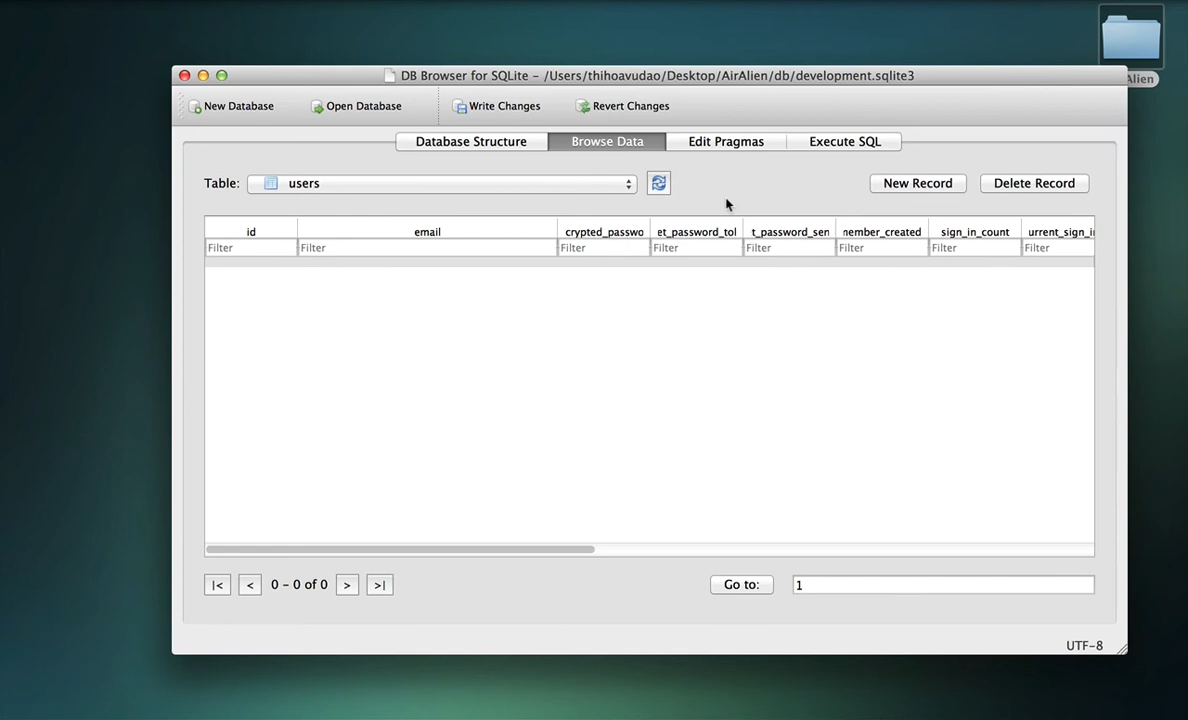 Alien
DB Browser for SQLite – /Users/thihoavudao/Desktop/AirAlien/db/development.sqlite3
New Database Open Database Write Changes Revert Changes
Database Structure Browse Data Edit Pragmas Execute SQL
Table: users New Record Delete Record
id email crypted_passwo et_password_tol t_password_sen nember_created sign_in_count urrent_sign_i
Filter Filter Filter Filter Filter Filter Filter Filter
|< < 0 – 0 of 0 > >| Go to: 1
UTF-8